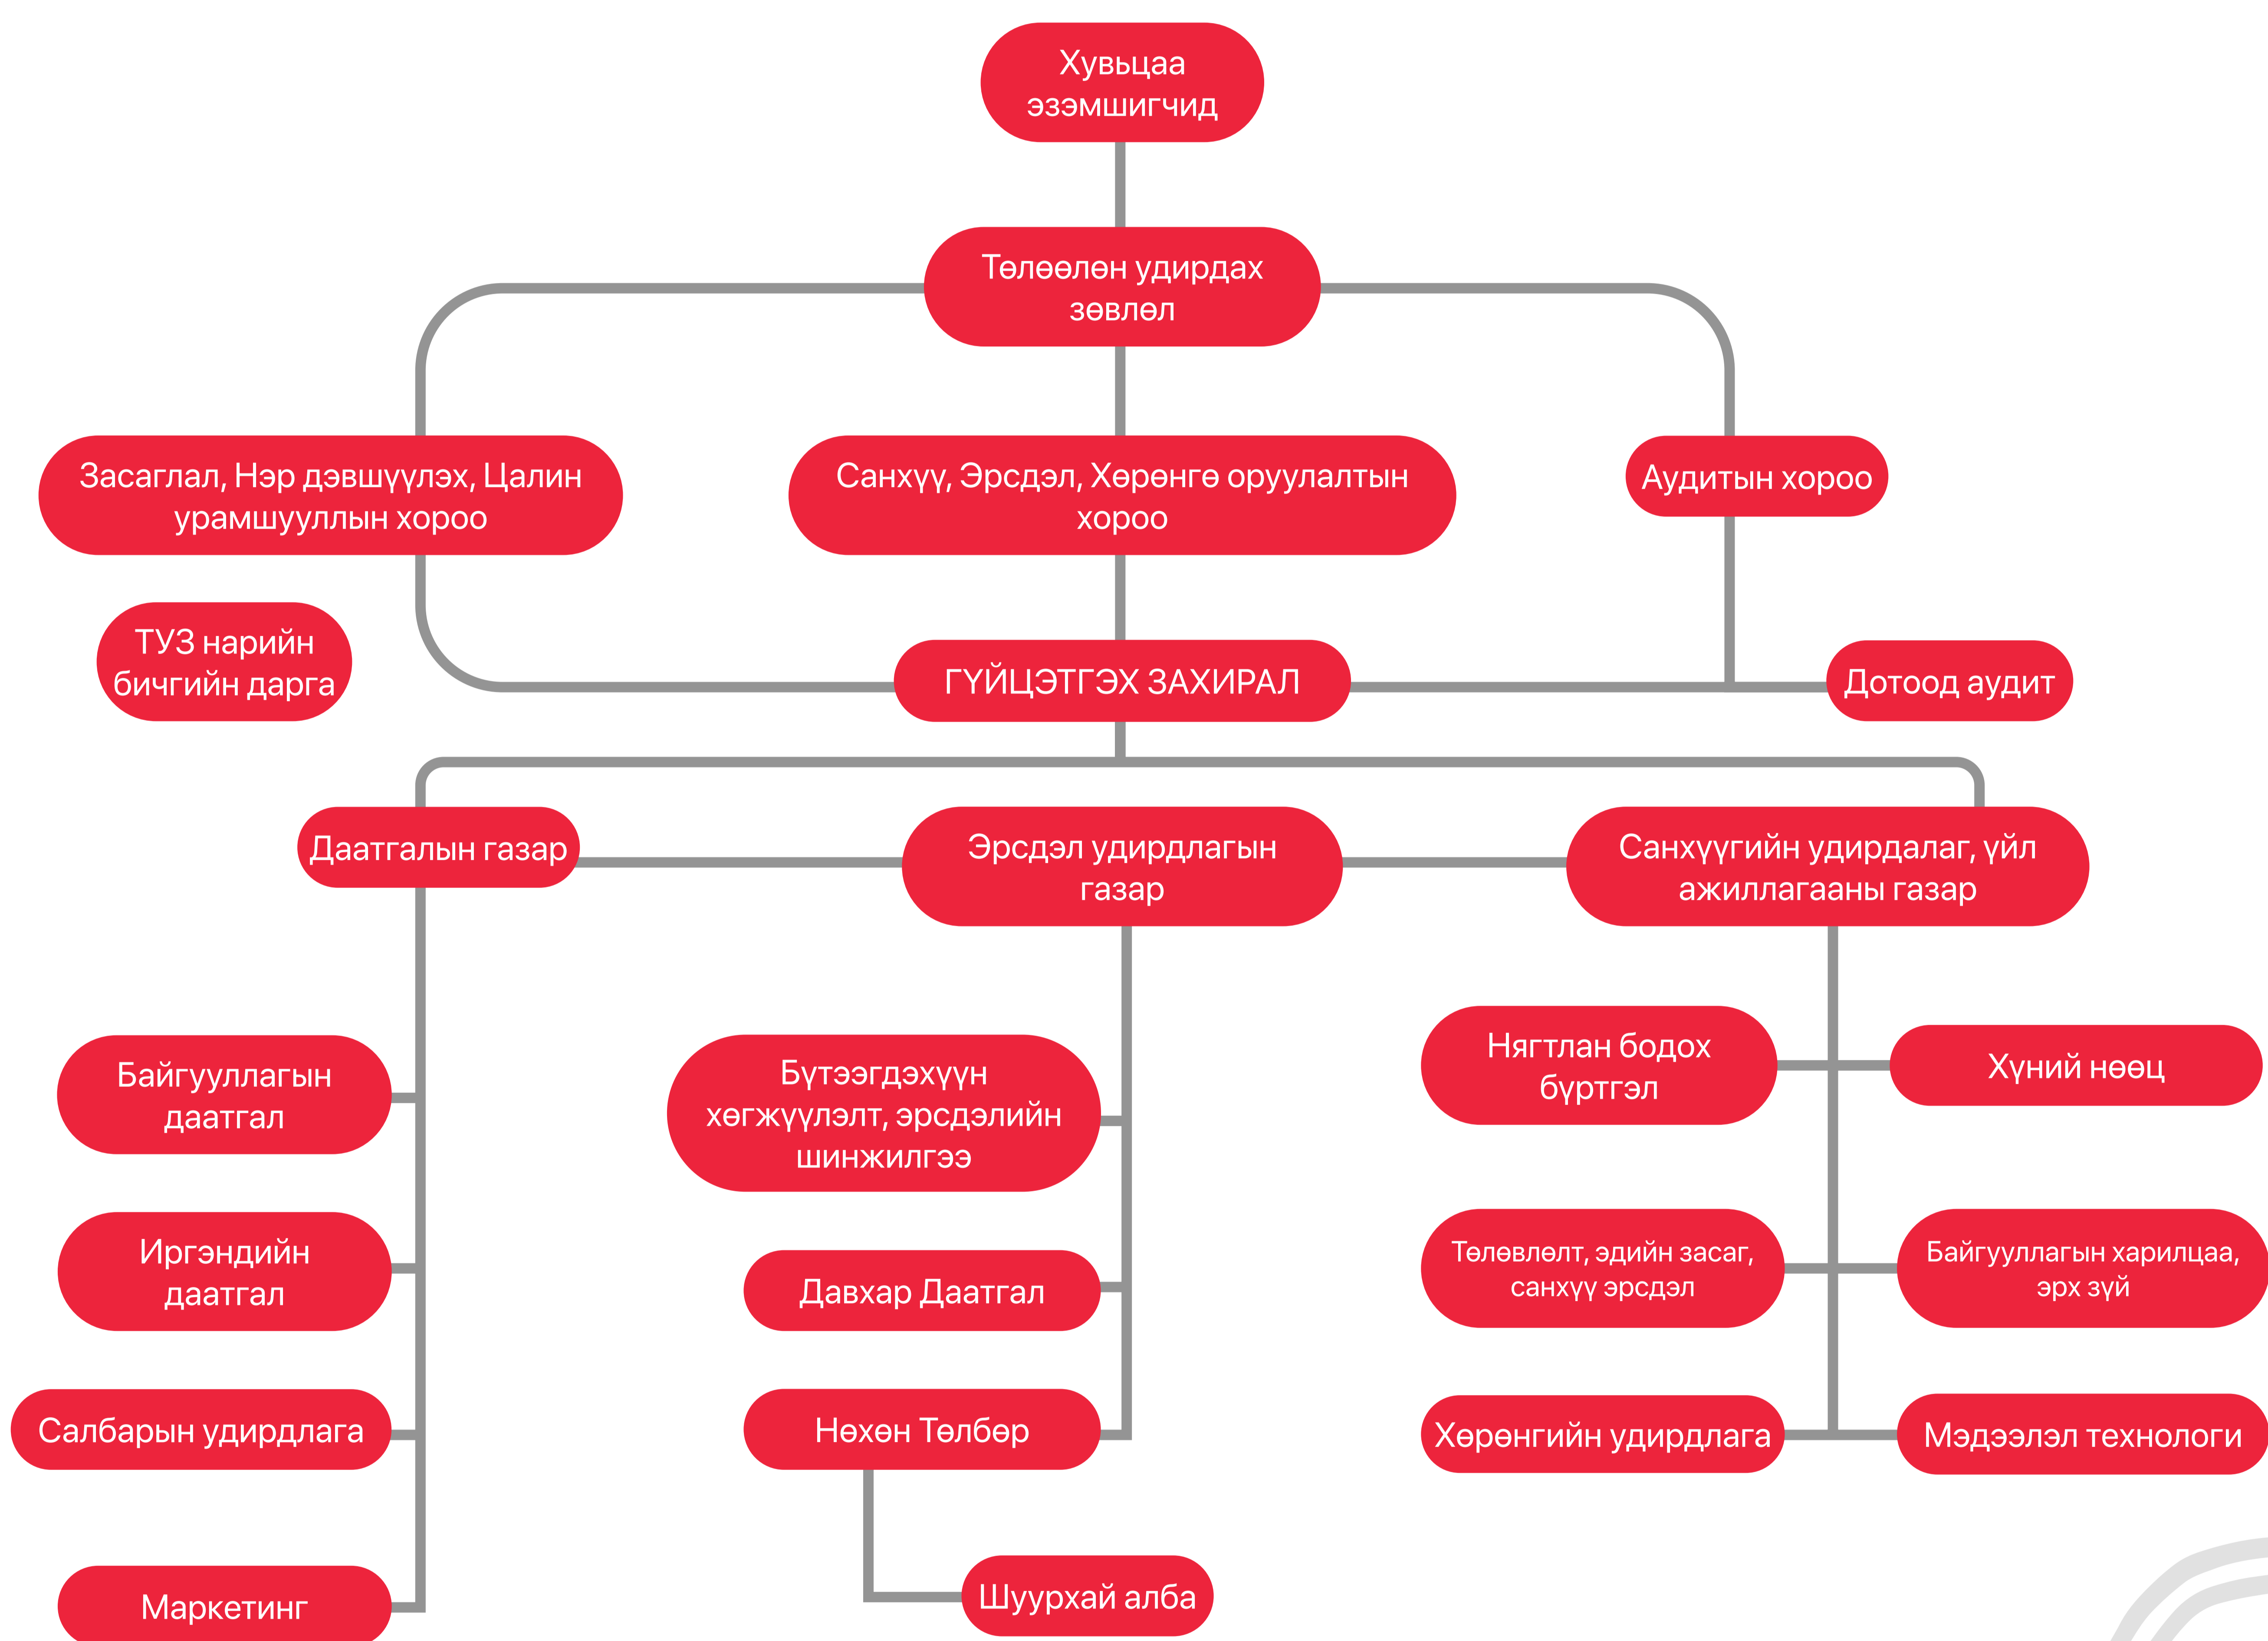 Хувьцаа
эзэмшигчид
Төлөөлөн удирдах
зөвлөл
Засаглал, Нэр дэвшүүлэх, Цалин
урамшууллын хороо
Санхүү, Эрсдэл, Хөрөнгө оруулалтын
хороо
Аудитын хороо
ТУЗ нарийн
бичгийн дарга
ГҮЙЦЭТГЭХ ЗАХИРАЛ
Дотоод аудит
Даатгалын газар
Эрсдэл удирдлагын
газар
Санхүүгийн удирдалаг, үйл
ажиллагааны газар
Байгууллагын
даатгал
Иргэндийн
даатгал
Салбарын удирдлага
Маркетинг
Бүтээгдэхүүн
хөгжүүлэлт, эрсдэлийн
шинжилгээ
Давхар Даатгал
Нөхөн Төлбөр
Шуурхай алба
Нягтлан бодох
бүртгэл
Хүний нөөц
Төлөвлөлт, эдийн засаг,
санхүү эрсдэл
Байгууллагын харилцаа,
эрх зүй
Хөрөнгийн удирдлага
Мэдээлэл технологи